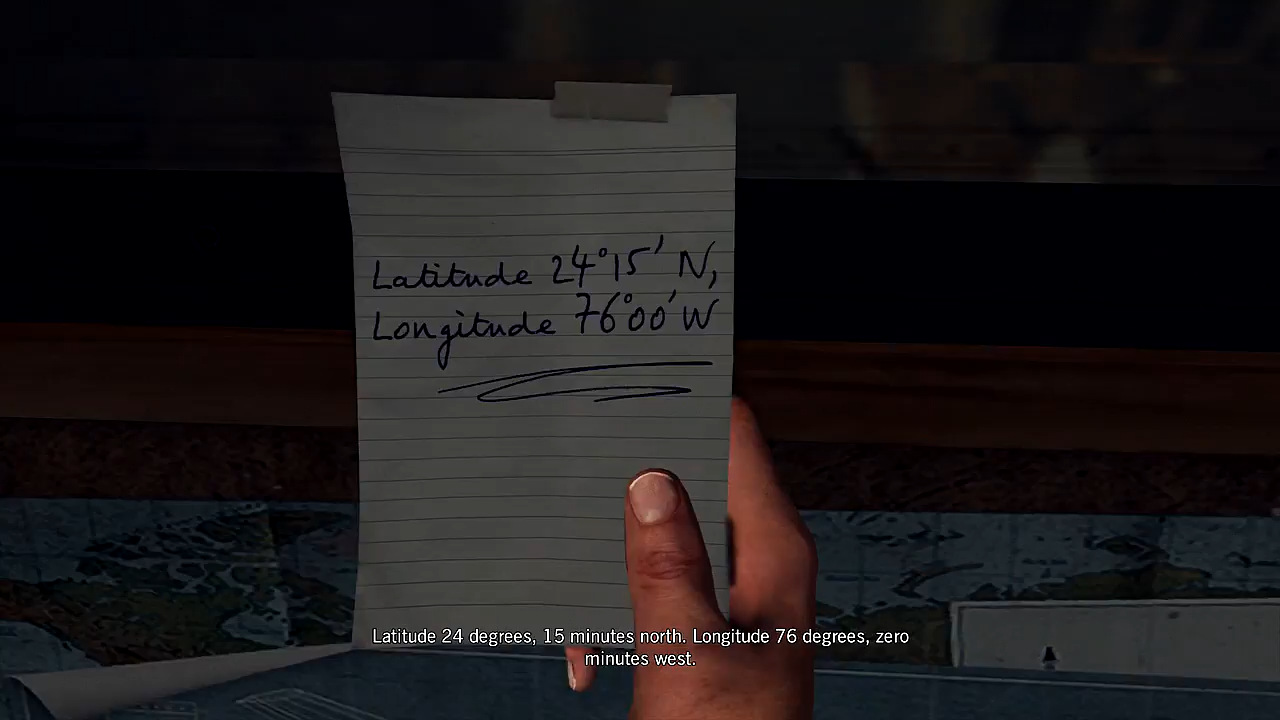 Latitude 24°15' N,
Longitude 76°00' W
Latitude 24 degrees, 15 minutes north. Longitude 76 degrees, zero
minutes west.